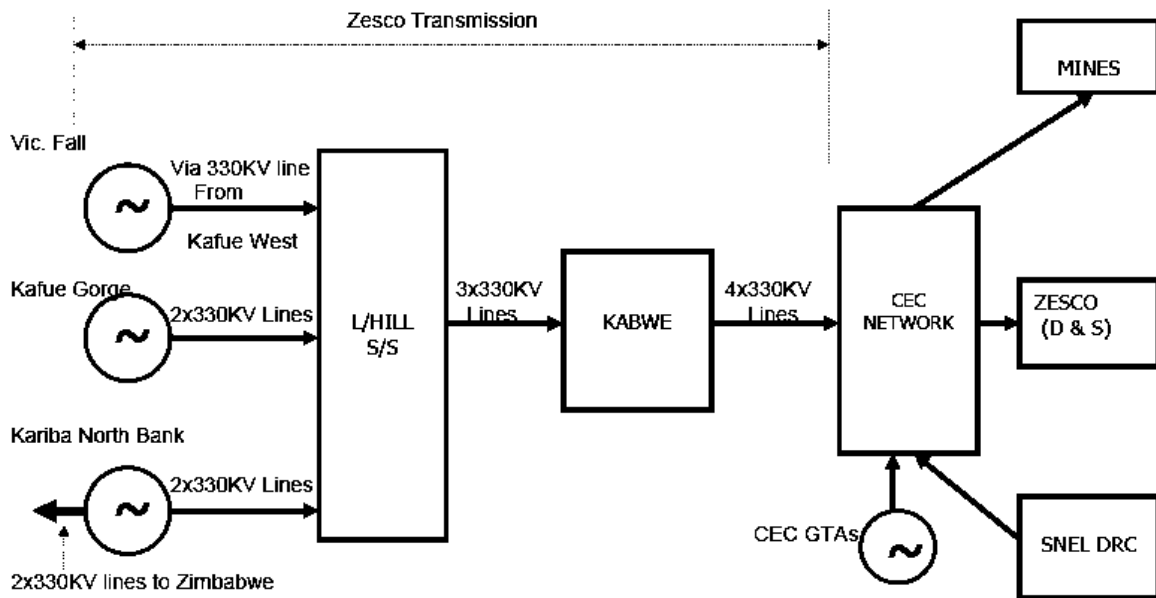 Zesco Transmission
MINES
Vic. Fall
Via 330KV line
From
Kafue West
Kafue Gorge
2x330KV Lines
L/HILL
S/S
3x330KV
Lines
KABWE
4x330KV
Lines
CEC
NETWORK
ZESCO
(D & S)
Kariba North Bank
2x330KV Lines
2x330KV lines to Zimbabwe
CEC GTAs
SNEL DRC
~
~
~
~